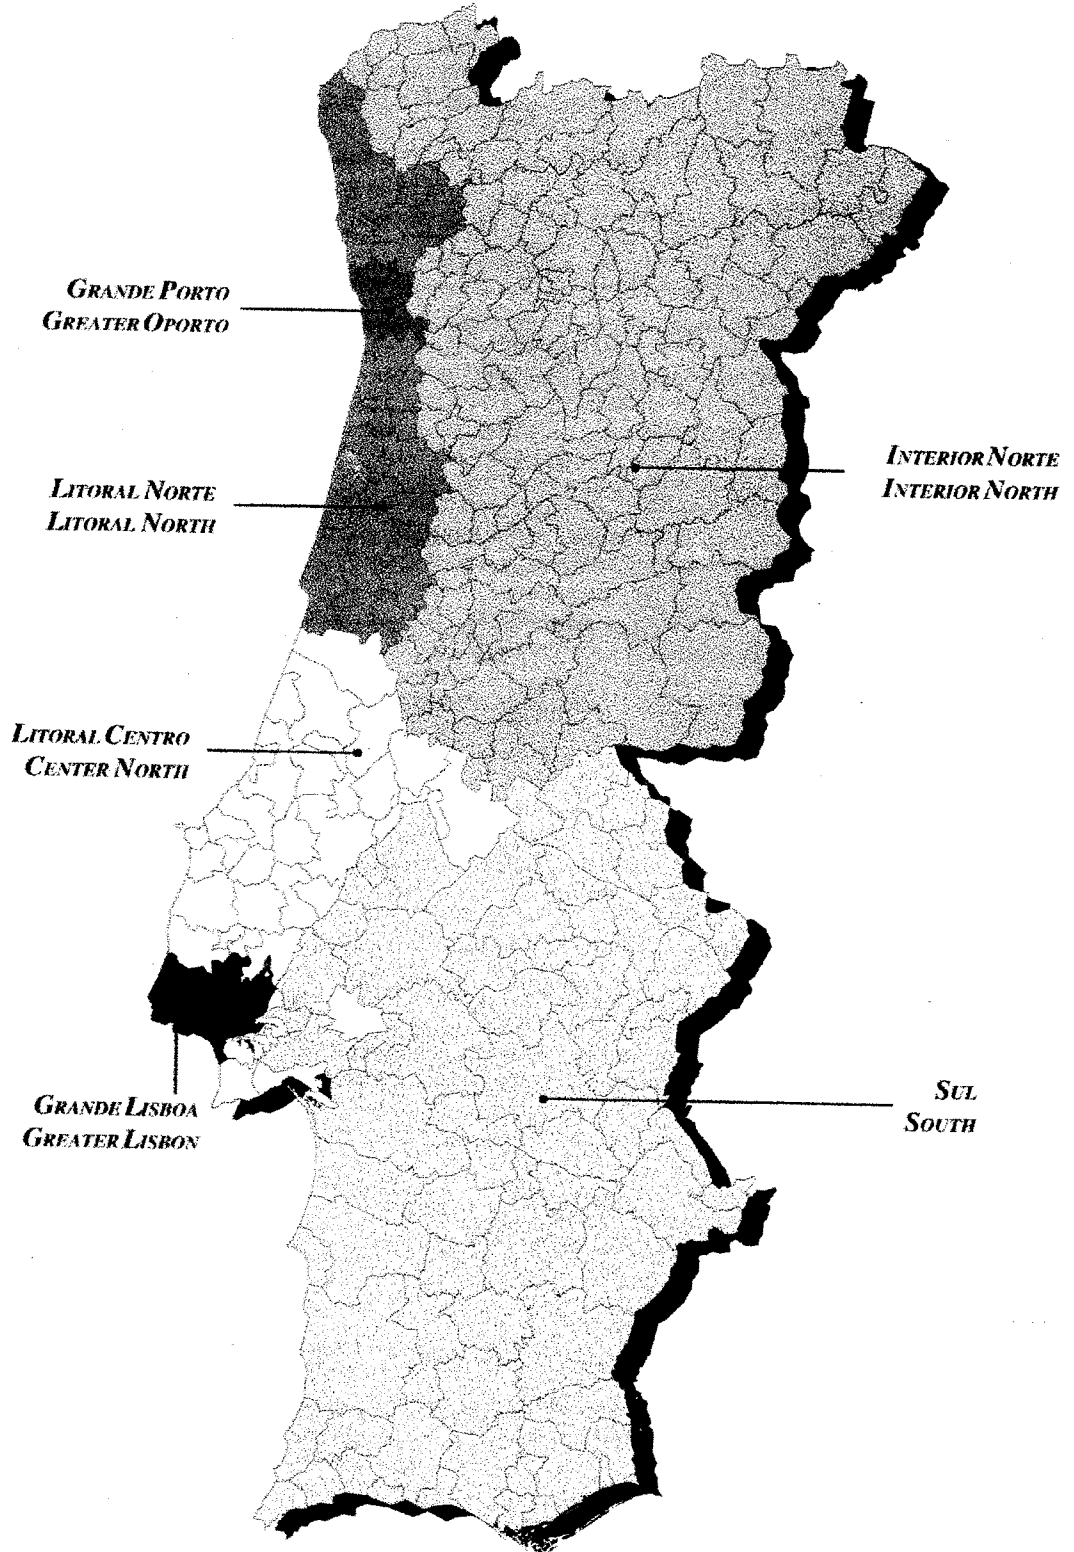 GRANDE PORTO
GREATER OPORTO
INTERIOR NORTE
INTERIOR NORTH
LITORAL NORTE
LITORAL NORTH
LITORAL CENTRO
CENTER NORTH
GRANDE LISBOA
GREATER LISBON
SUL
SOUTH